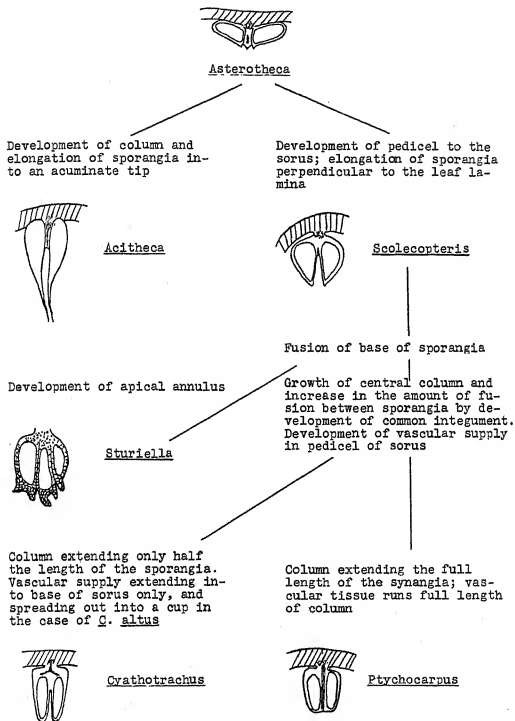 Asterotheca
Development of column and
elongation of sporangia in-
to an acuminate tip
Development of pedicel to the
sorus; elongation of sporangia
perpendicular to the leaf la-
mina
Acitheca
Scolecopteris
Fusion of base of sporangia
Development of apical annulus
Growth of central column and
increase in the amount of fu-
sion between sporangia by de-
velopment of common integument.
Development of vascular supply
in pedicel of sorus
Sturiella
Column extending only half
the length of the sporangia.
Vascular supply extending in-
to base of sorus only, and
spreading out into a cup in
the case of C. altus
Column extending the full
length of the synangia; vas-
cular tissue runs full length
of column
Cyathotrachus
Ptychocarpus